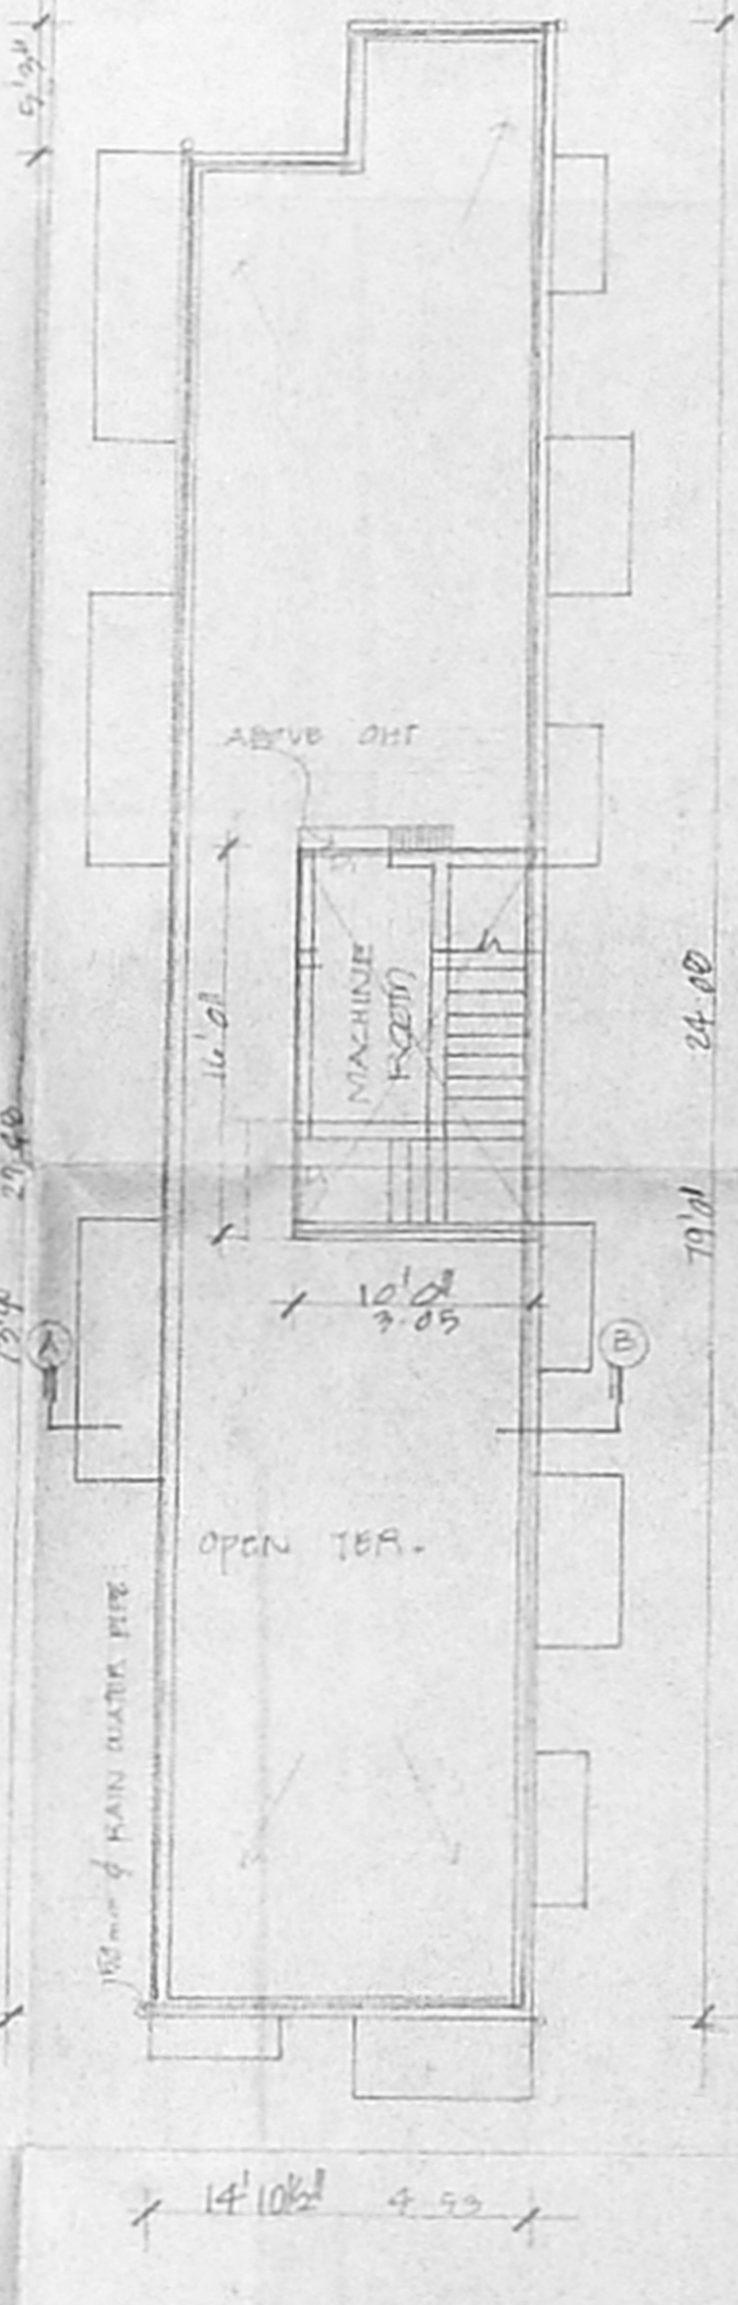 5'3"
ABOVE OHT
MACHINE
ROOM
16'0"
24.08
79'0"
10'0"
3.05
B
OPEN TER.
150mm ϕ RAIN WATER PIPE
14'10½" 4.53